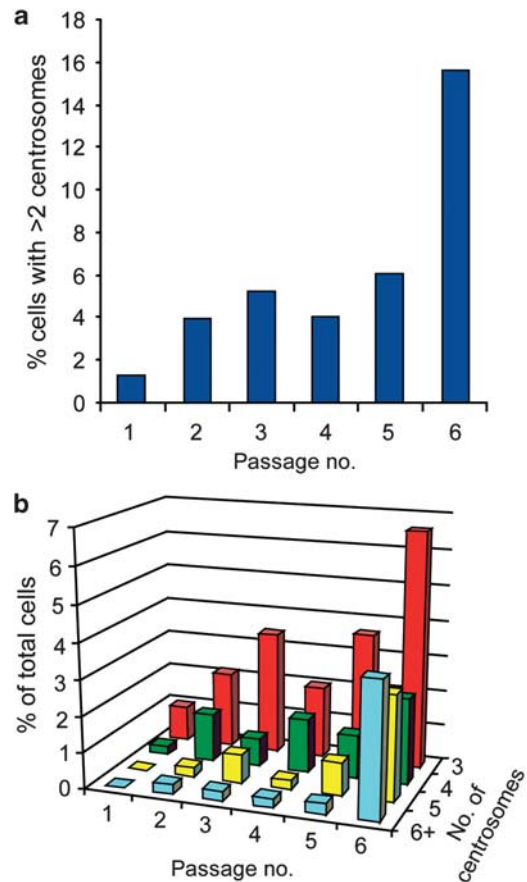 a
% cells with >2 centrosomes
18
16
14
12
10
8
6
4
2
0
1 2 3 4 5 6
Passage no.
b
% of total cells
7
6
5
4
3
2
1
0
1 2 3 4 5 6
Passage no.
3
4
5
6+
No. of
centrosomes